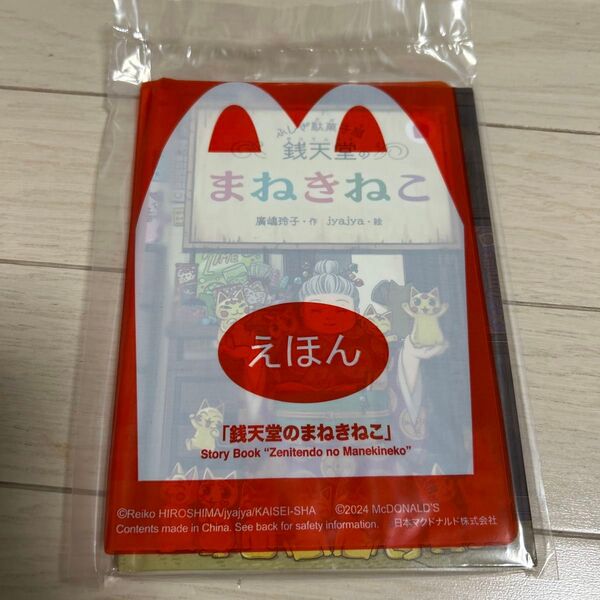 ふしぎ駄菓子屋
銭天堂の
まねきねこ
廣嶋玲子・作 jyajya・絵
えほん
「銭天堂のまねきねこ」
Story Book “Zenitendo no Manekineko”
©Reiko HIROSHIMA/jyajya/KAISEI-SHA ©2024 McDONALD'S
Contents made in China. See back for safety information. 日本マクドナルド株式会社